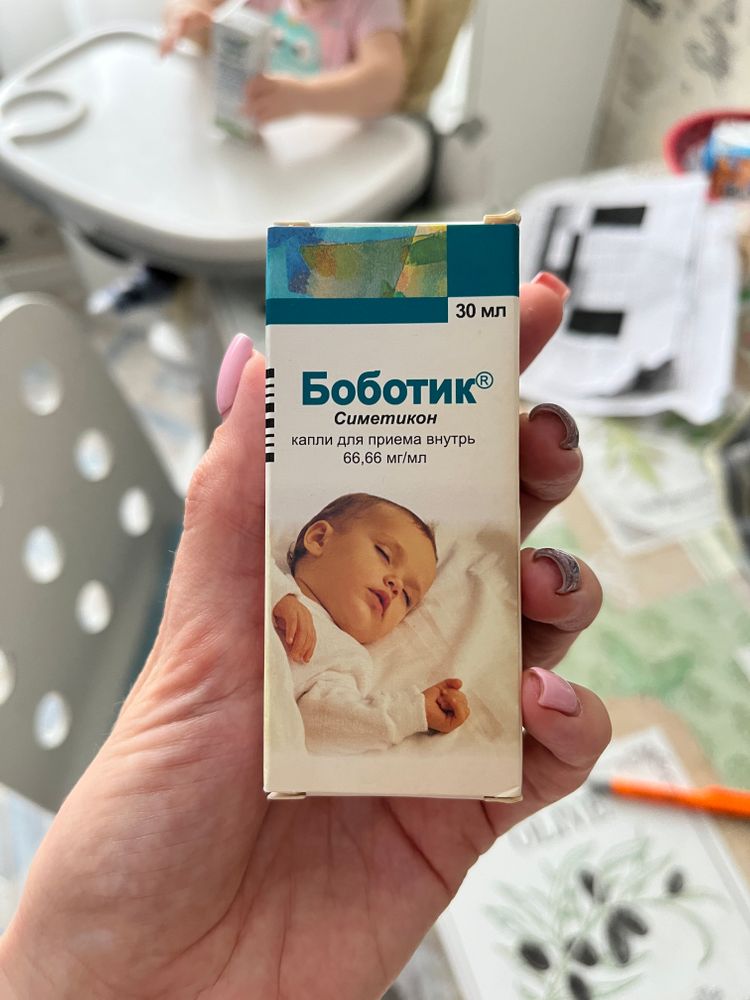 30 мл
Боботик®
Симетикон
капли для приема внутрь
66,66 мг/мл